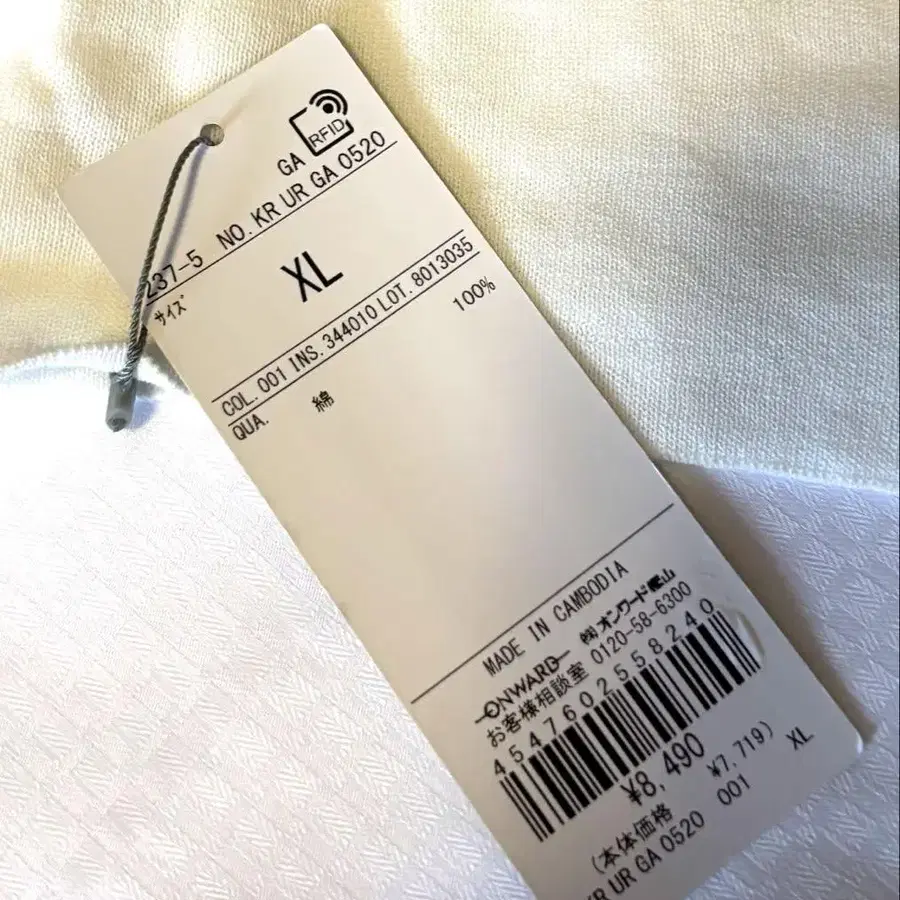 RFID
GA
237-5 NO. KR UR GA 0520
サイズ XL
COL. 001 INS. 344010 LOT. 8013035
QUA. 綿 100%
MADE IN CAMBODIA
ONWARD ㈱オンワード樫山
お客様相談室 0120-58-6300
4547602558240
¥8,490
(本体価格 ¥7,719)
KR UR GA 0520 001 XL